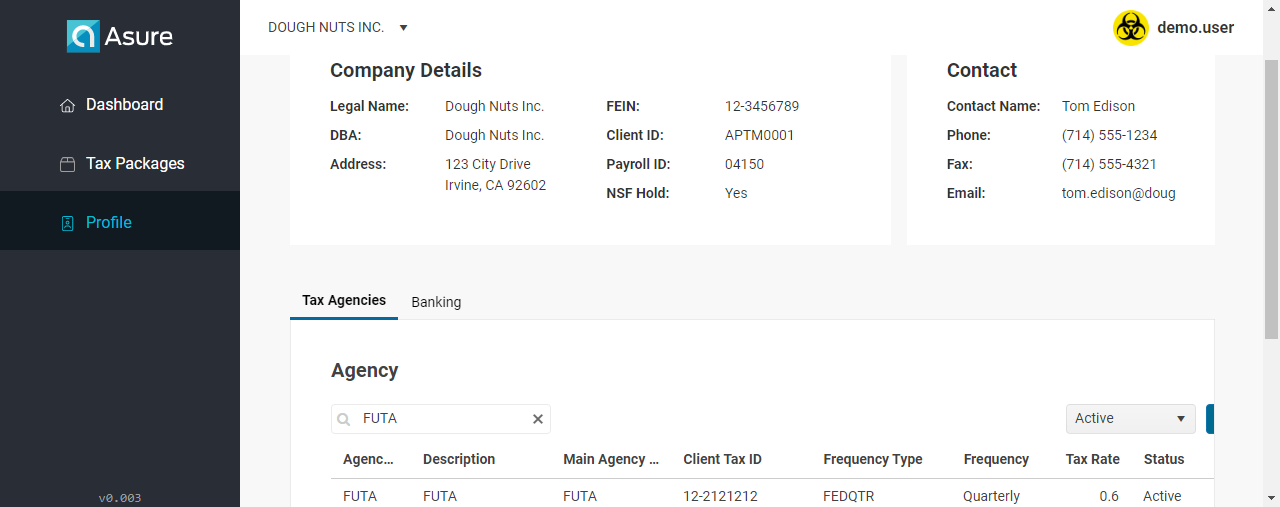 Asure
DOUGH NUTS INC.
demo.user
Dashboard
Tax Packages
Profile
v0.003
Company Details
Legal Name: Dough Nuts Inc.
DBA: Dough Nuts Inc.
Address: 123 City Drive
Irvine, CA 92602
FEIN: 12-3456789
Client ID: APTM0001
Payroll ID: 04150
NSF Hold: Yes
Contact
Contact Name: Tom Edison
Phone: (714) 555-1234
Fax: (714) 555-4321
Email: tom.edison@doug
Tax Agencies Banking
Agency
FUTA
Active
Agenc... Description Main Agency ... Client Tax ID Frequency Type Frequency Tax Rate Status
FUTA FUTA FUTA 12-2121212 FEDQTR Quarterly 0.6 Active